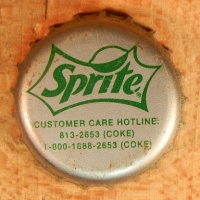 Sprite
CUSTOMER CARE HOTLINE:
813-2653 (COKE)
1-800-1888-2653 (COKE)